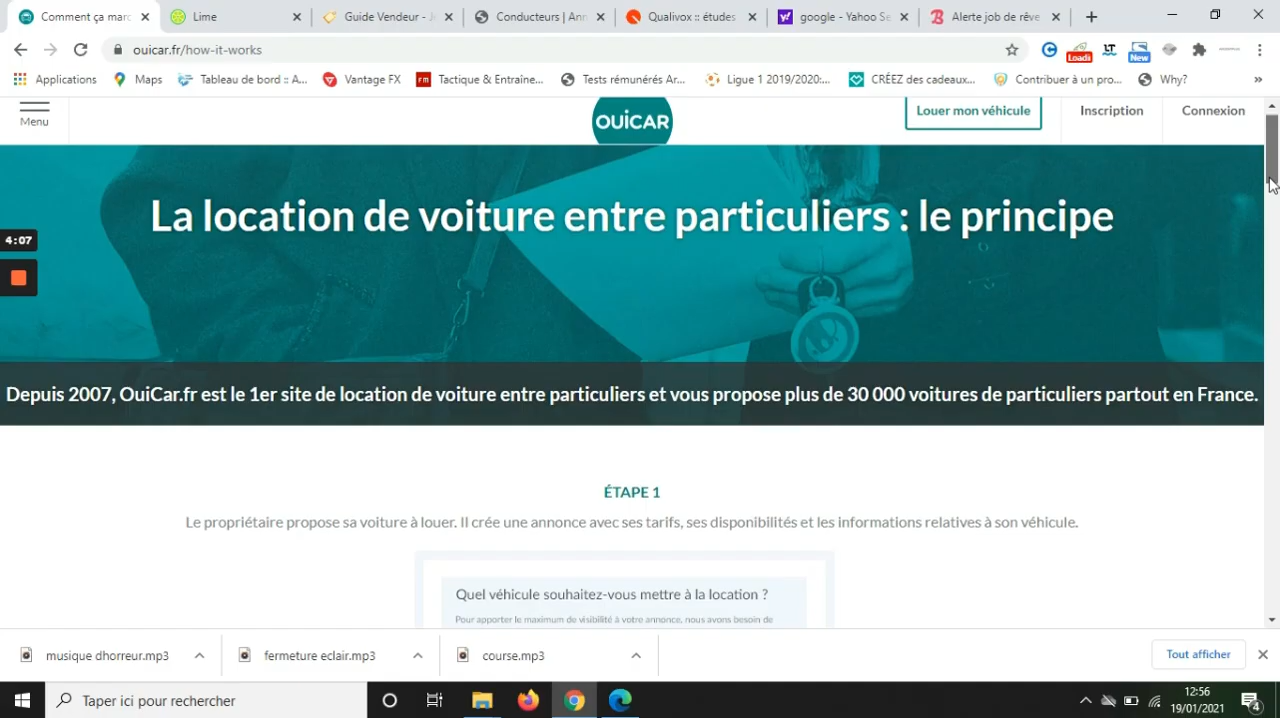 Comment ça marc
Lime
Guide Vendeur - J
Conducteurs | Ann
Qualivox :: études
google - Yahoo Se
Alerte job de rêve
ouicar.fr/how-it-works
Loadi
LT
New
Applications
Maps
Tableau de bord :: A...
Vantage FX
fm
Tactique & Entraîne...
Tests rémunérés Ar...
Ligue 1 2019/2020:...
CRÉEZ des cadeaux...
Contribuer à un pro...
Why?
»
Menu
OUiCAR
Louer mon véhicule
Inscription
Connexion
La location de voiture entre particuliers : le principe
4:07
Depuis 2007, OuiCar.fr est le 1er site de location de voiture entre particuliers et vous propose plus de 30 000 voitures de particuliers partout en France.
ÉTAPE 1
Le propriétaire propose sa voiture à louer. Il crée une annonce avec ses tarifs, ses disponibilités et les informations relatives à son véhicule.
Quel véhicule souhaitez-vous mettre à la location ?
Pour apporter le maximum de visibilité à votre annonce, nous avons besoin de
musique dhorreur.mp3
fermeture eclair.mp3
course.mp3
Tout afficher
Taper ici pour rechercher
12:56
19/01/2021
4